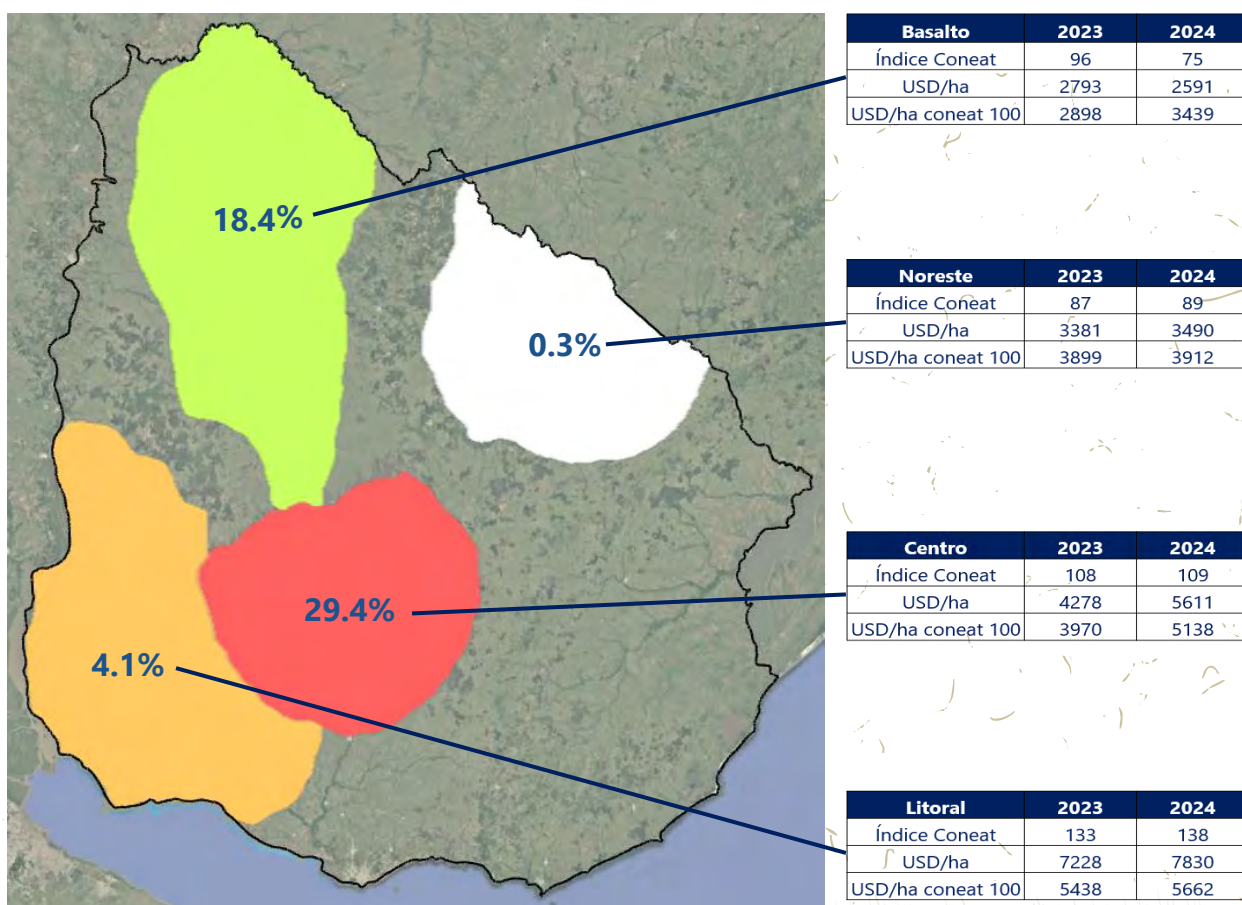 18.4%
0.3%
29.4%
4.1%
Basalto 2023 2024
Índice Coneat 96 75
USD/ha 2793 2591
USD/ha coneat 100 2898 3439
Noreste 2023 2024
Índice Coneat 87 89
USD/ha 3381 3490
USD/ha coneat 100 3899 3912
Centro 2023 2024
Índice Coneat 108 109
USD/ha 4278 5611
USD/ha coneat 100 3970 5138
Litoral 2023 2024
Índice Coneat 133 138
USD/ha 7228 7830
USD/ha coneat 100 5438 5662